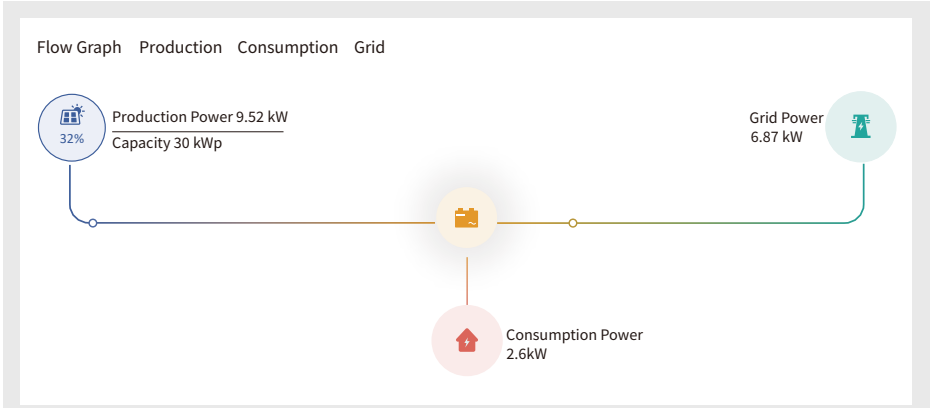 Flow Graph Production Consumption Grid
32%
Production Power 9.52 kW
Capacity 30 kWp
Grid Power
6.87 kW
Consumption Power
2.6kW